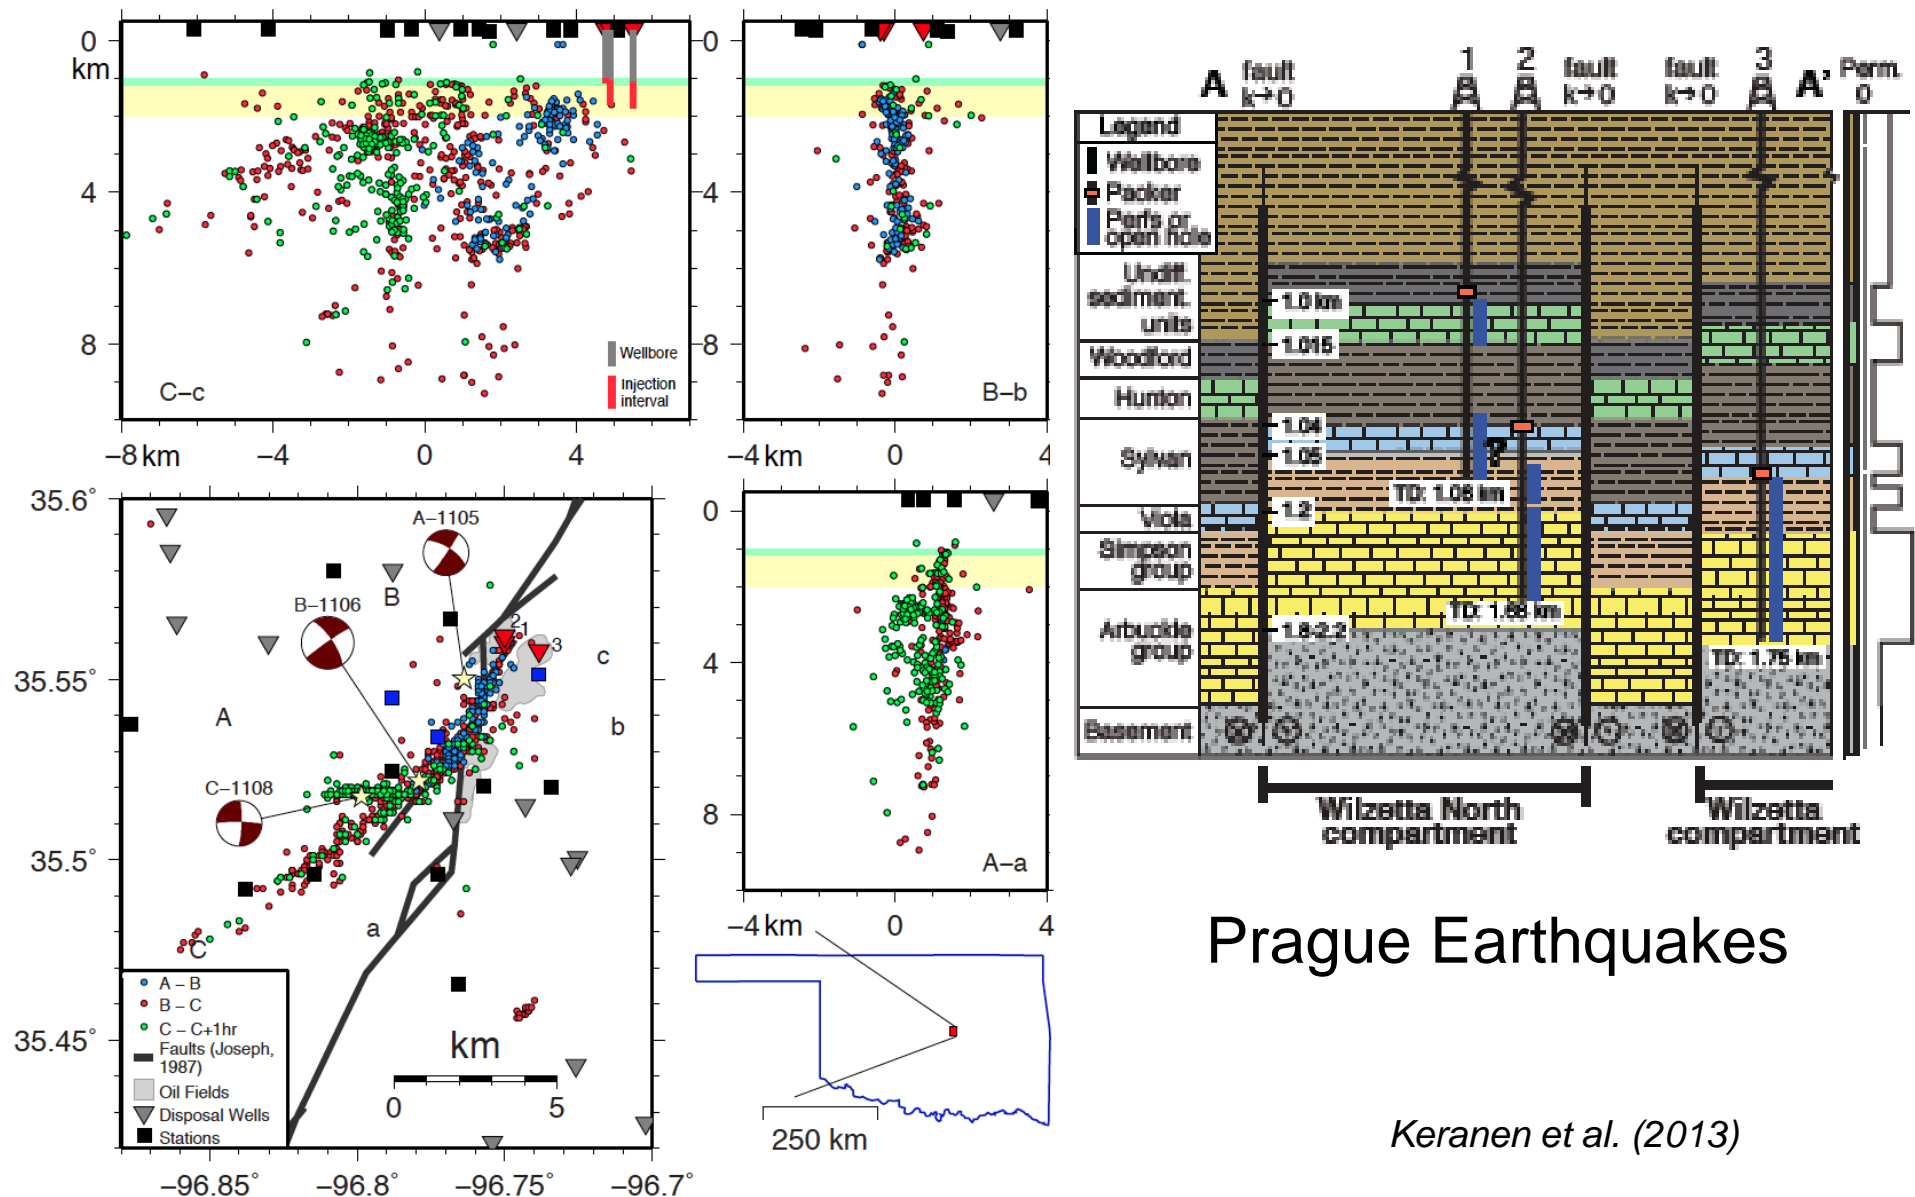 0
km
4
8
C–c
Wellbore
Injection
interval
–8 km
–4
0
4
0
4
8
B–b
–4 km
0
4
35.6°
35.55°
35.5°
35.45°
–96.85°
–96.8°
–96.75°
–96.7°
A–1105
B–1106
C–1108
A
B
C
a
b
c
2
1
3
A – B
B – C
C – C+1hr
Faults (Joseph,
1987)
Oil Fields
Disposal Wells
Stations
km
0
5
0
4
8
A–a
–4 km
0
4
250 km
A
fault
k→0
1
2
fault
k→0
fault
k→0
3
A'
Perm.
0
Legend
Wellbore
Packer
Perfs or
open hole
Undiff.
sediment.
units
Woodford
Hunton
Sylvan
Viola
Simpson
group
Arbuckle
group
Basement
1.0 km
1.015
1.04
1.05
1.2
1.8-2.2
?
TD: 1.06 km
TD: 1.68 km
TD: 1.75 km
Wilzetta North
compartment
Wilzetta
compartment
Prague Earthquakes
Keranen et al. (2013)